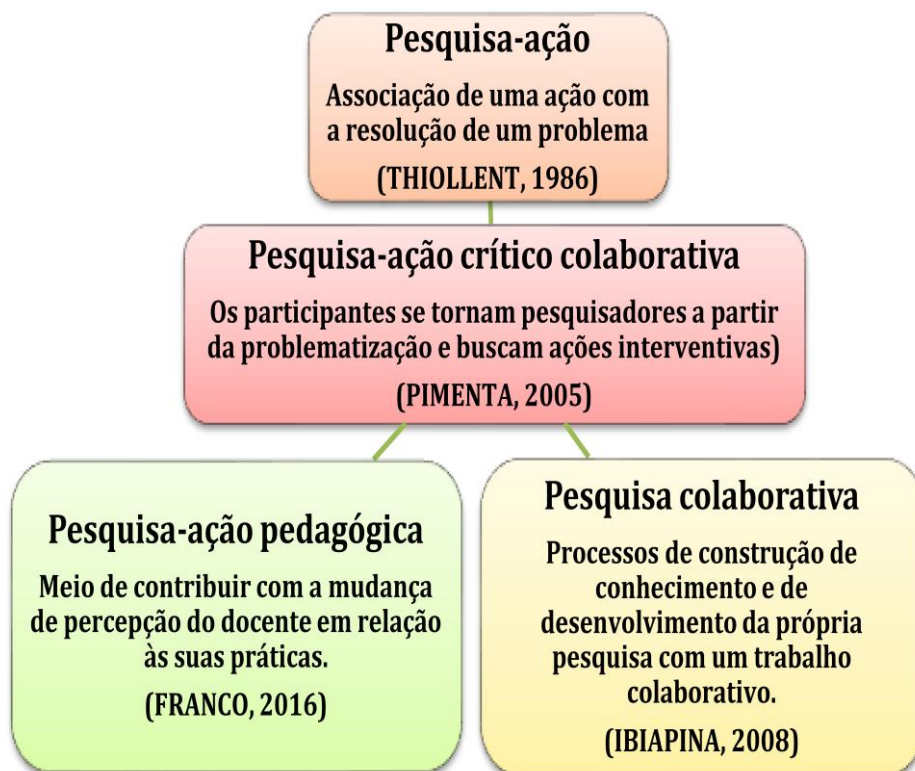 Pesquisa-ação
Associação de uma ação com
a resolução de um problema
(THIOLLENT, 1986)
Pesquisa-ação crítico colaborativa
Os participantes se tornam pesquisadores a partir
da problematização e buscam ações interventivas)
(PIMENTA, 2005)
Pesquisa-ação pedagógica
Meio de contribuir com a mudança
de percepção do docente em relação
às suas práticas.
(FRANCO, 2016)
Pesquisa colaborativa
Processos de construção de
conhecimento e de
desenvolvimento da própria
pesquisa com um trabalho
colaborativo.
(IBIAPINA, 2008)